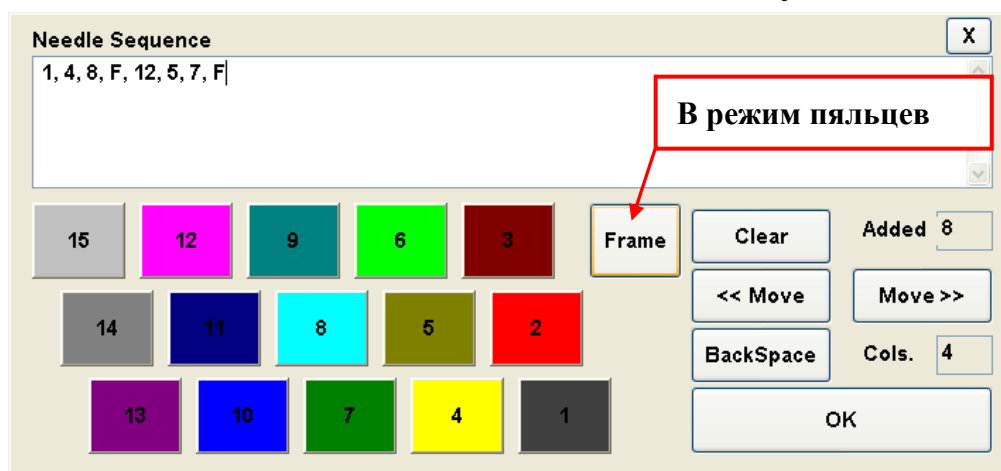 Needle Sequence
X
1, 4, 8, F, 12, 5, 7, F
В режим пяльцев
15 12 9 6 3 Frame Clear Added 8
14 11 8 5 2 << Move Move >>
BackSpace Cols. 4
13 10 7 4 1 OK